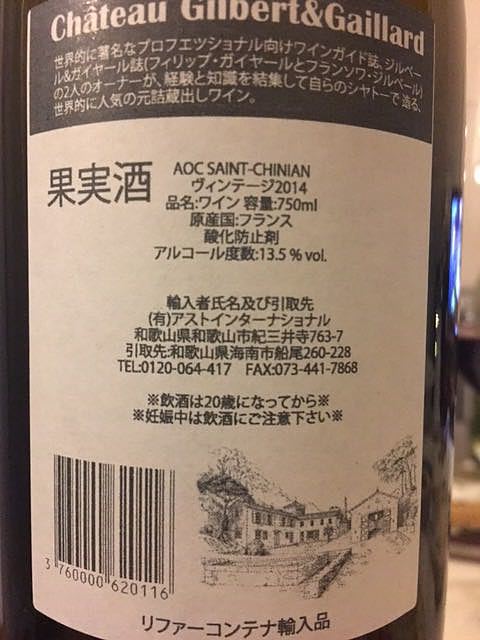 Château Gilbert&Gaillard
世界的に著名なプロフエツショナル向けワインガイド誌、ジルベー
ル&ガイヤール誌(フィリップ・ガイヤールとフランソワ・ジルベール)
の2人のオーナーが、経験と知識を結集して自らのシヤトーで造る、
世界的に人気の元詰蔵出しワイン。
果実酒
AOC SAINT-CHINIAN
ヴィンテージ2014
品名:ワイン 容量:750ml
原産国:フランス
酸化防止剤
アルコール度数:13.5 % vol.
輸入者氏名及び引取先
(有)アストインターナショナル
和歌山県和歌山市紀三井寺763-7
引取先:和歌山県海南市船尾260-228
TEL:0120-064-417 FAX:073-441-7868
※飲酒は20歳になってから※
※妊娠中は飲酒にご注意下さい※
3 760000 620116
リファーコンテナ輸入品